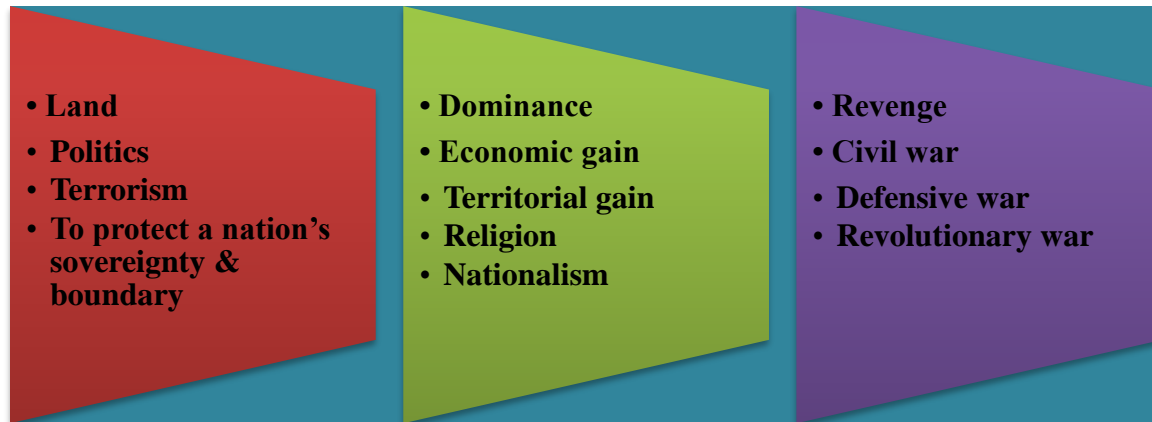 • Land
• Politics
• Terrorism
• To protect a nation’s
sovereignty &
boundary
• Dominance
• Economic gain
• Territorial gain
• Religion
• Nationalism
• Revenge
• Civil war
• Defensive war
• Revolutionary war